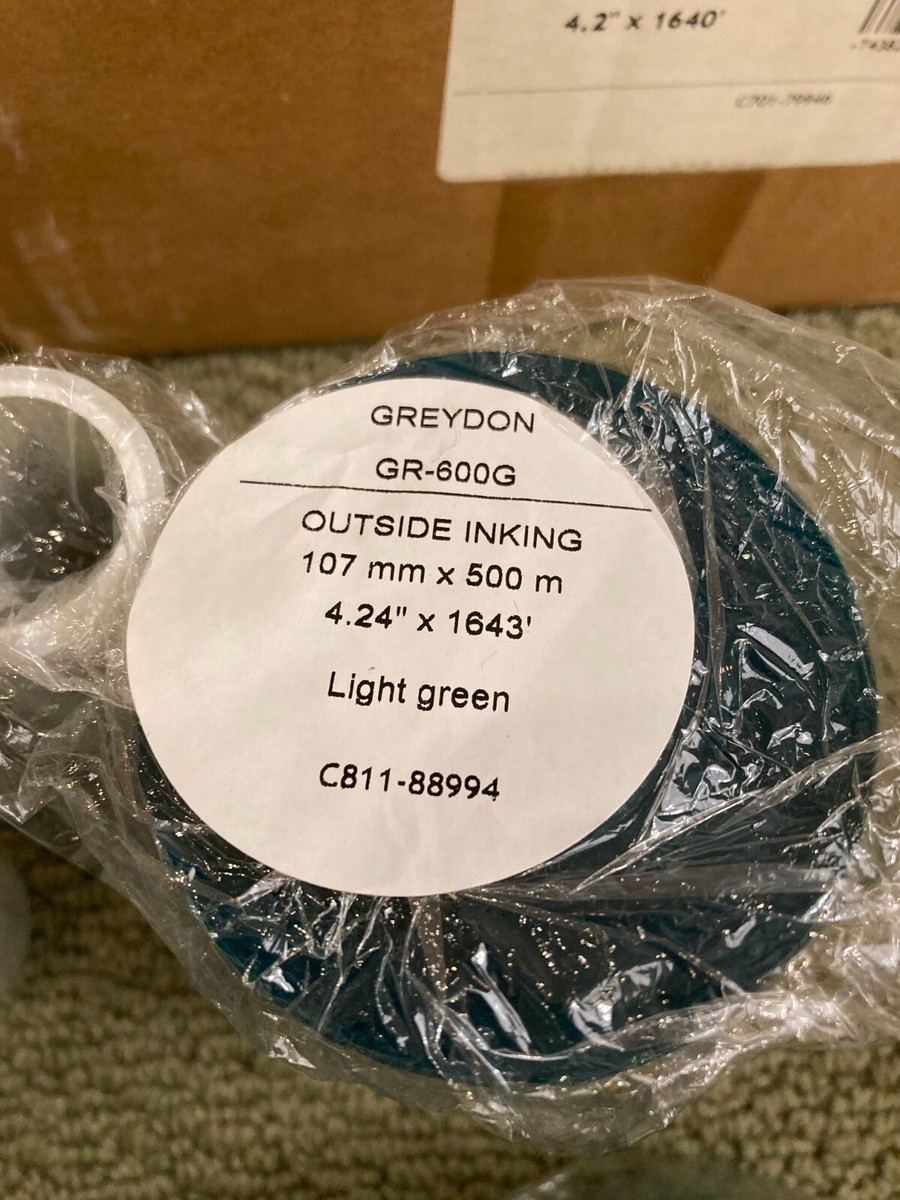 4.2" x 1640'
GREYDON
GR-600G
OUTSIDE INKING
107 mm x 500 m
4.24" x 1643'
Light green
C811-88994